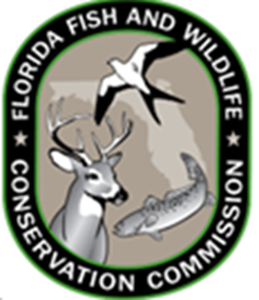 FLORIDA FISH AND WILDLIFE
CONSERVATION COMMISSION